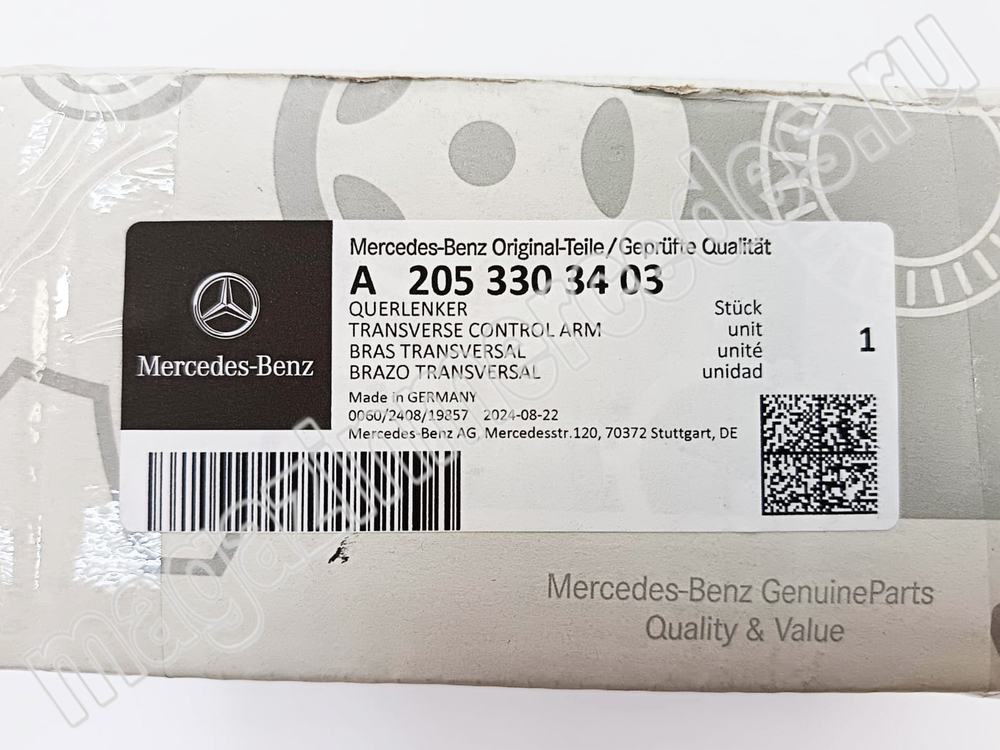 Mercedes-Benz
Mercedes-Benz Original-Teile/Geprüfte Qualität
A 205 330 34 03
QUERLENKER Stück
TRANSVERSE CONTROL ARM unit
BRAS TRANSVERSAL unité
BRAZO TRANSVERSAL unidad
1
Made in GERMANY
0060/2408/19857 2024-08-22
Mercedes-Benz AG, Mercedesstr.120, 70372 Stuttgart, DE
Mercedes-Benz GenuineParts
Quality & Value
magazinmercedes.ru